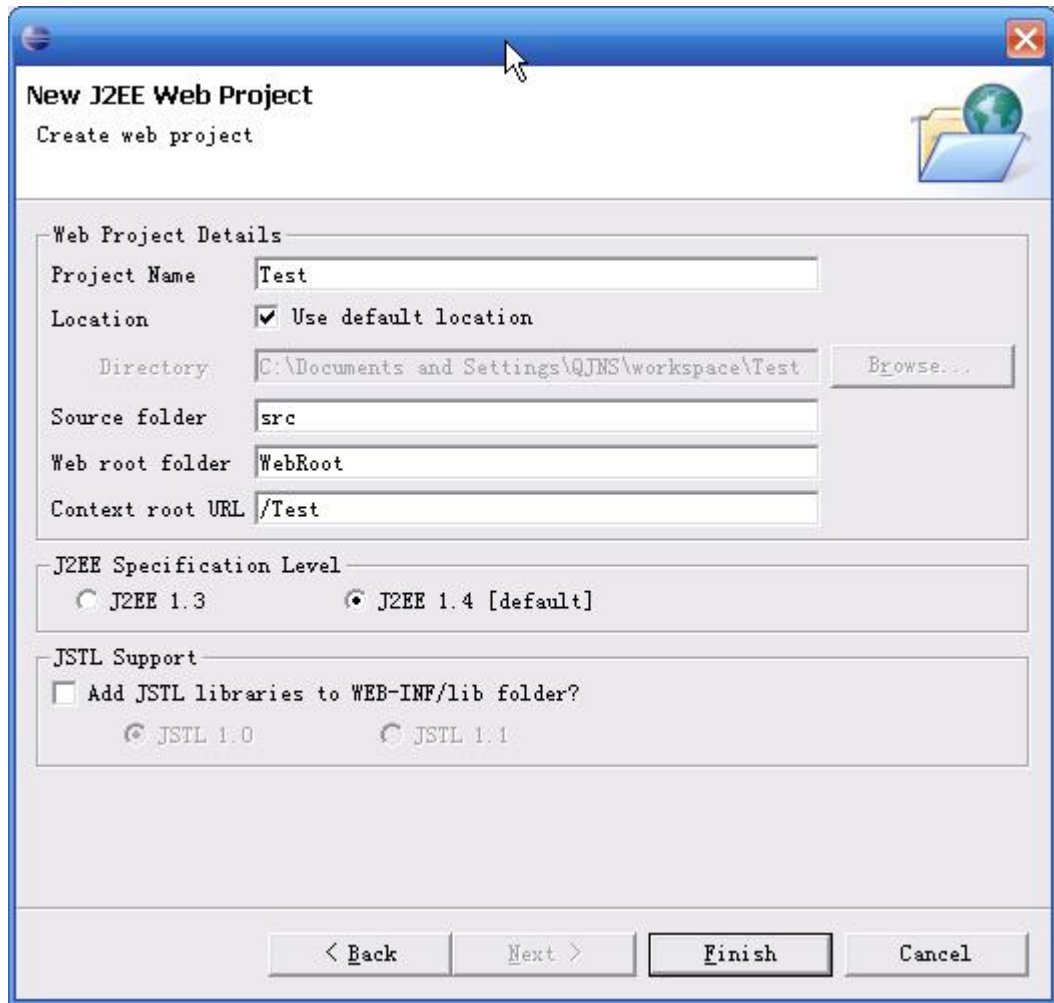 New J2EE Web Project
Create web project
Web Project Details
Project Name Test
Location Use default location
Directory C:\Documents and Settings\QJNS\workspace\Test Browse...
Source folder src
Web root folder WebRoot
Context root URL /Test
J2EE Specification Level
J2EE 1.3 J2EE 1.4 [default]
JSTL Support
Add JSTL libraries to WEB-INF/lib folder?
JSTL 1.0 JSTL 1.1
< Back Next > Finish Cancel